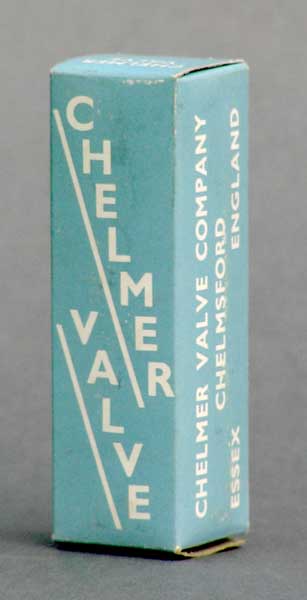 CHELMER
VALVE
CHELMER VALVE COMPANY
CHELMSFORD
ESSEX ENGLAND